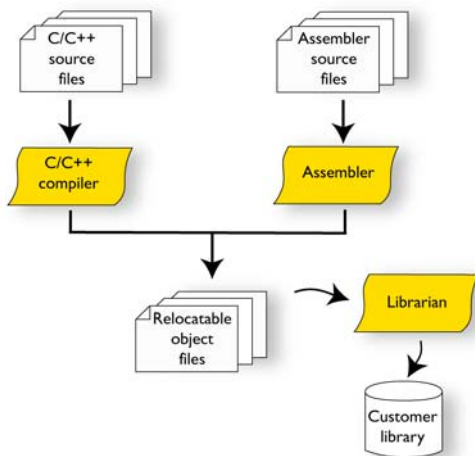 C/C++
source
files
Assembler
source
files
C/C++
compiler
Assembler
Relocatable
object
files
Librarian
Customer
library